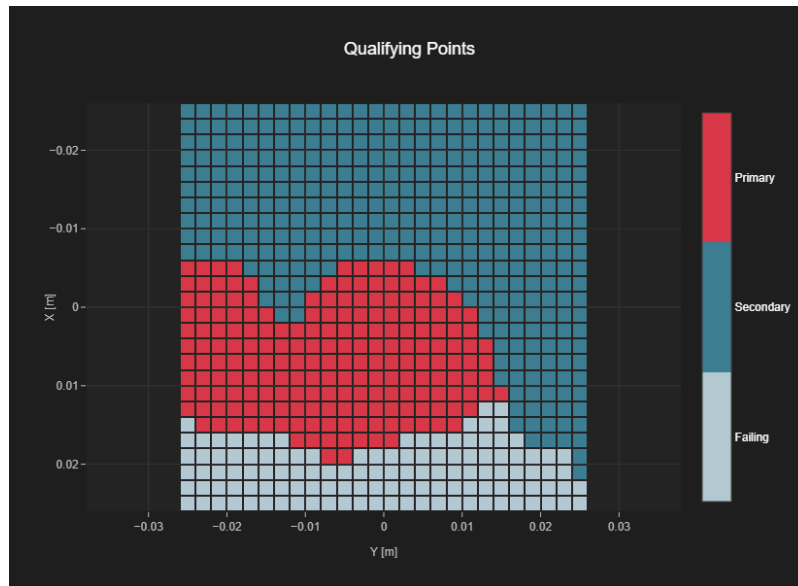 Qualifying Points
−0.02
−0.01
0
0.01
0.02
X [m]
−0.03
−0.02
−0.01
0
0.01
0.02
0.03
Y [m]
Primary
Secondary
Failing